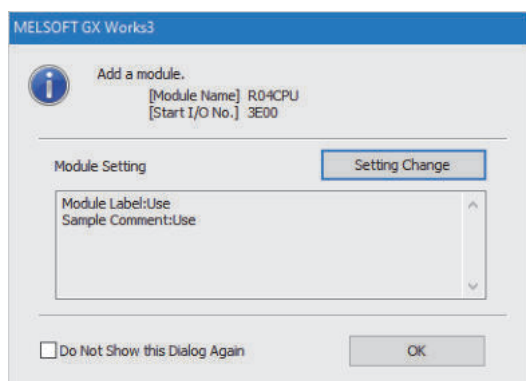 MELSOFT GX Works3
Add a module.
[Module Name] R04CPU
[Start I/O No.] 3E00
Module Setting
Setting Change
Module Label:Use
Sample Comment:Use
Do Not Show this Dialog Again
OK